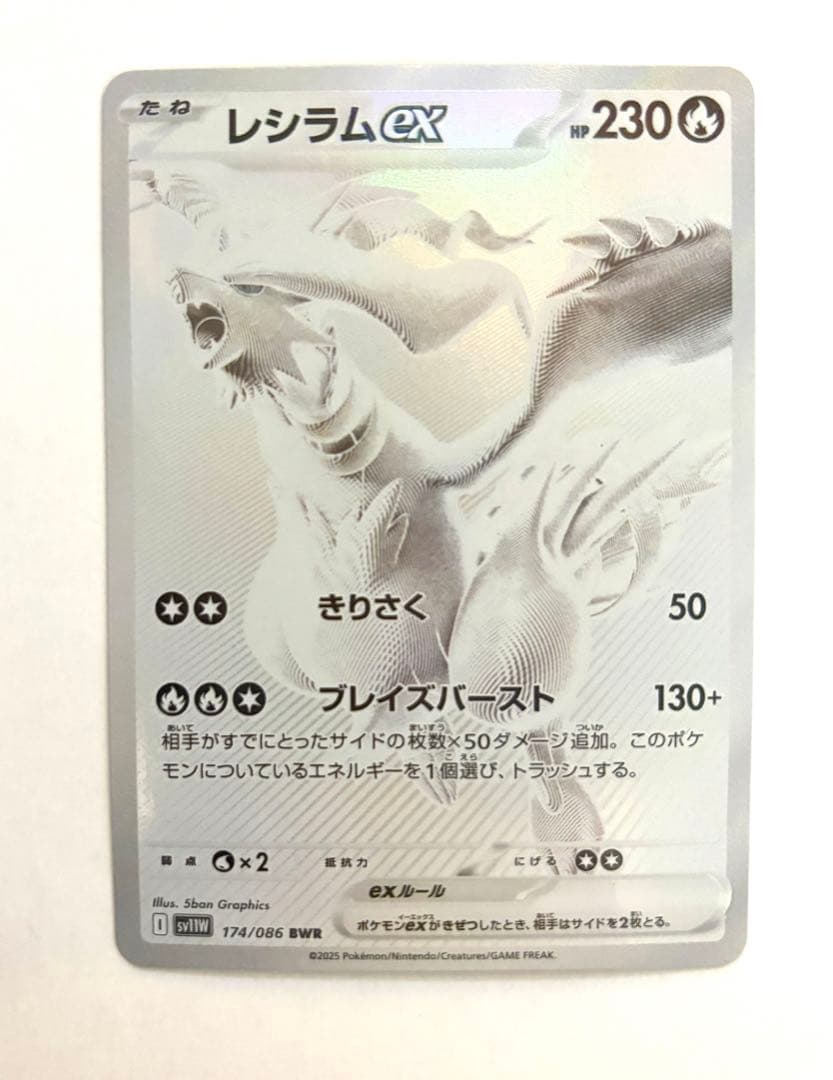 たね レシラムex HP230
きりさく 50
ブレイズバースト 130+
相手がすでにとったサイドの枚数×50ダメージ追加。このポケ
モンについているエネルギーを1個選び、トラッシュする。
弱点 ×2 抵抗力 にげる
exルール
ポケモンexがきぜつしたとき、相手はサイドを2枚とる。
Illus. 5ban Graphics
I sv11W 174/086 BWR
©2025 Pokémon/Nintendo/Creatures/GAME FREAK.